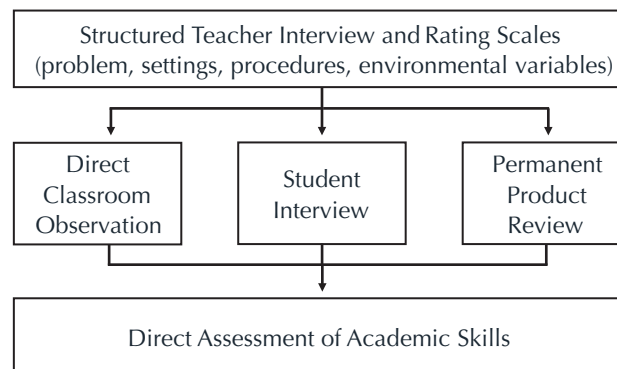 Structured Teacher Interview and Rating Scales
(problem, settings, procedures, environmental variables)
Direct
Classroom
Observation
Student
Interview
Permanent
Product
Review
Direct Assessment of Academic Skills